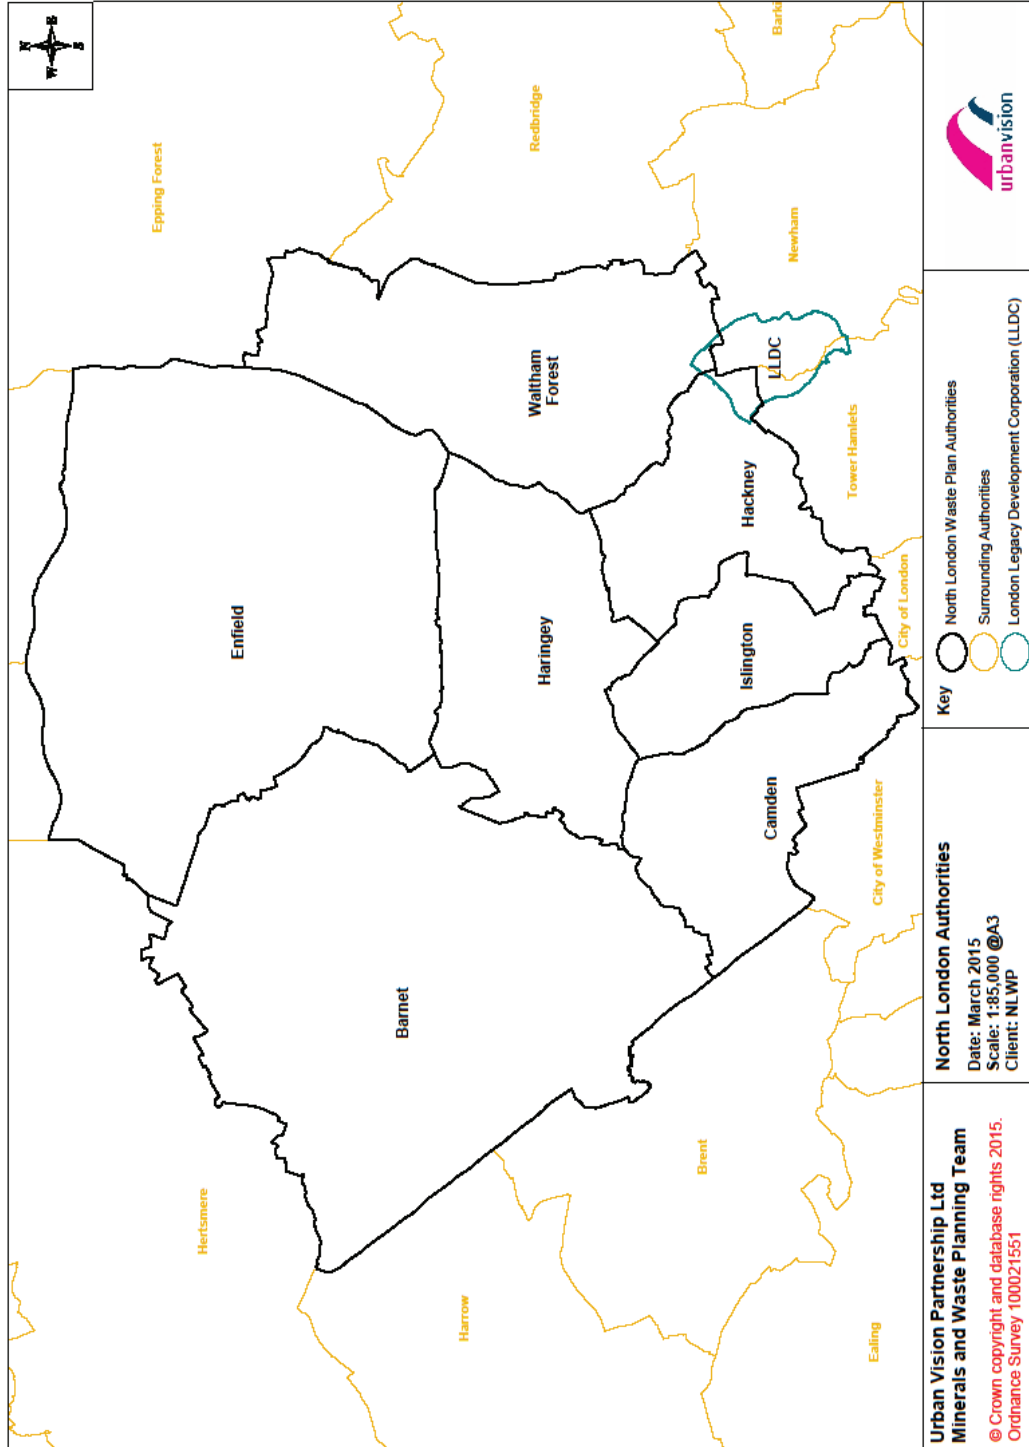 N
W
E
S
Epping Forest
Hertsmere
Enfield
Redbridge
Barnet
Harrow
Haringey
Waltham
Forest
Barki
Brent
Camden
Islington
Hackney
LLDC
Newham
Ealing
City of Westminster
City of London
Tower Hamlets
Urban Vision Partnership Ltd
Minerals and Waste Planning Team
© Crown copyright and database rights 2015.
Ordnance Survey 100021551
North London Authorities
Date: March 2015
Scale: 1:85,000 @A3
Client: NLWP
Key
North London Waste Plan Authorities
Surrounding Authorities
London Legacy Development Corporation (LLDC)
urbanvision